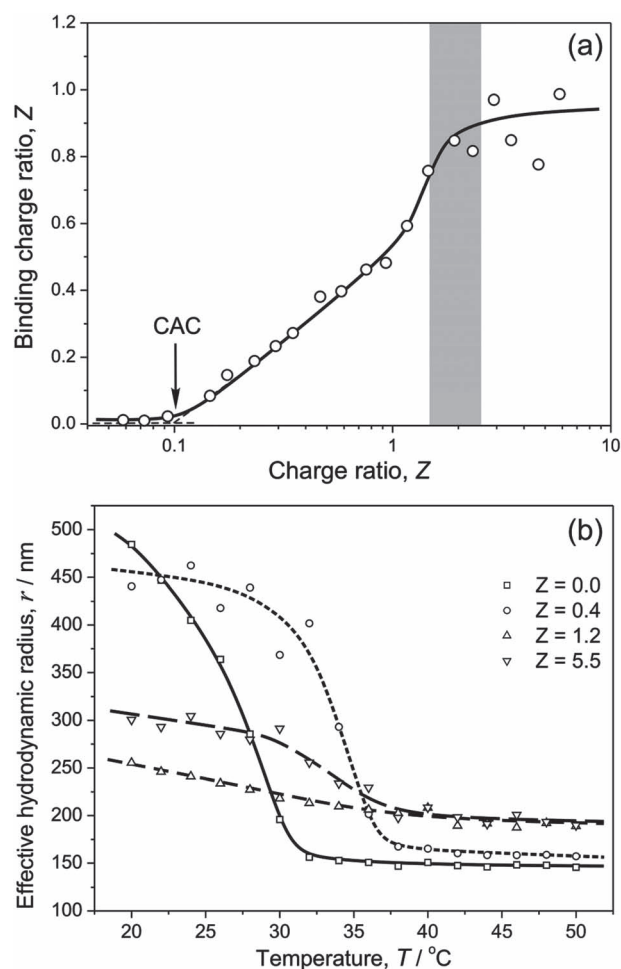 (a)
Binding charge ratio, Z
1.2
1.0
0.8
0.6
0.4
0.2
0.0
CAC
0.1
1
10
Charge ratio, Z
(b)
Effective hydrodynamic radius, r / nm
500
450
400
350
300
250
200
150
100
Z = 0.0
Z = 0.4
Z = 1.2
Z = 5.5
20
25
30
35
40
45
50
Temperature, T / °C